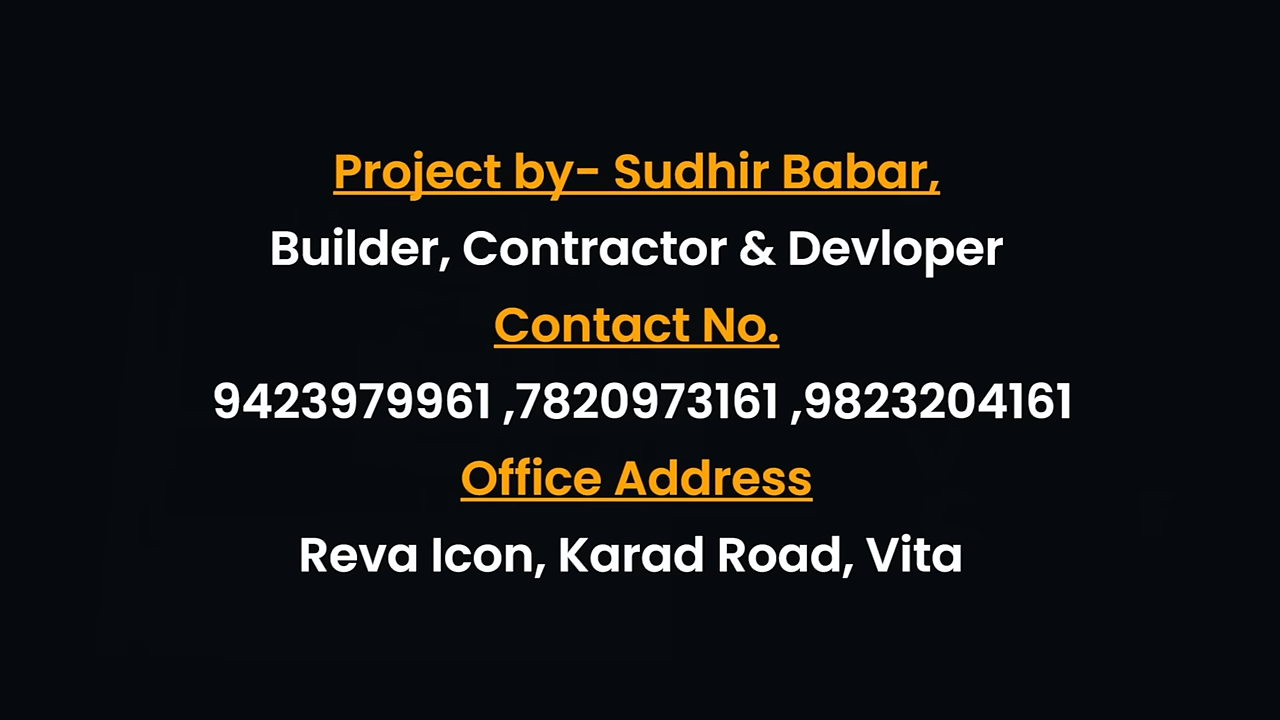 Project by- Sudhir Babar,
Builder, Contractor & Devloper
Contact No.
9423979961 ,7820973161 ,9823204161
Office Address
Reva Icon, Karad Road, Vita